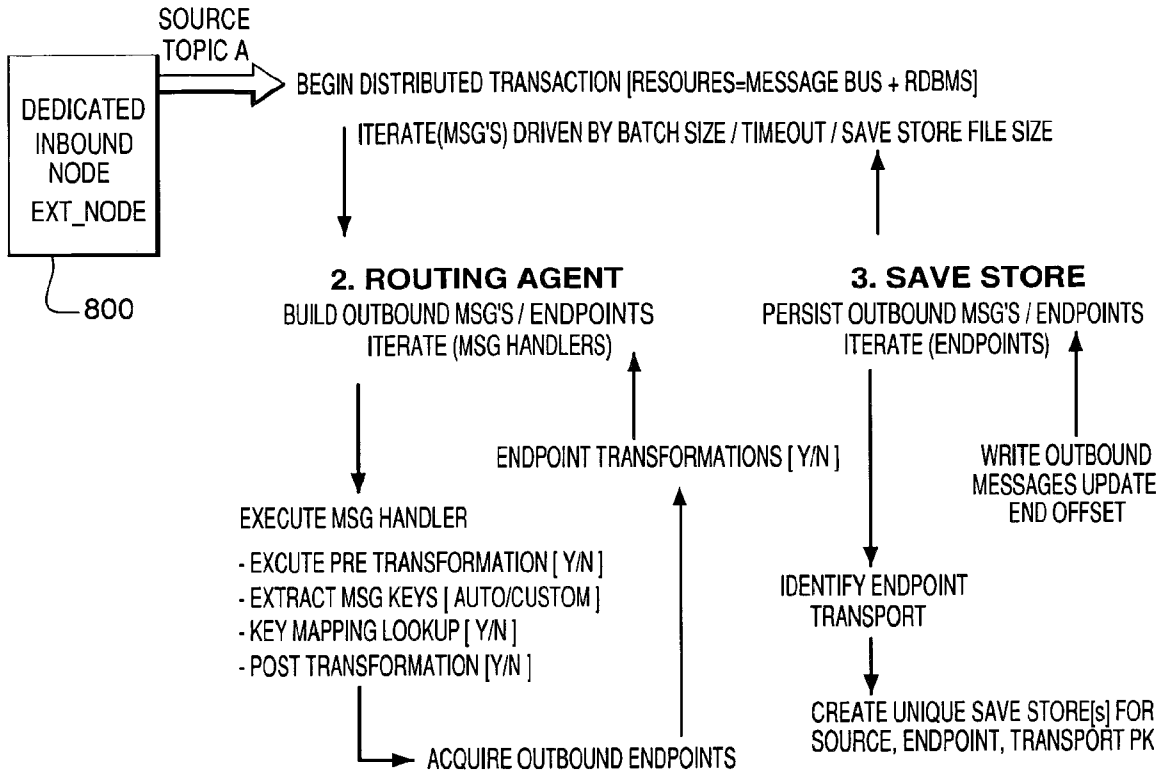 SOURCE
TOPIC A
DEDICATED
INBOUND
NODE
EXT_NODE
800
BEGIN DISTRIBUTED TRANSACTION [RESOURES=MESSAGE BUS + RDBMS]
ITERATE(MSG'S) DRIVEN BY BATCH SIZE / TIMEOUT / SAVE STORE FILE SIZE
2. ROUTING AGENT
BUILD OUTBOUND MSG'S / ENDPOINTS
ITERATE (MSG HANDLERS)
ENDPOINT TRANSFORMATIONS [ Y/N ]
EXECUTE MSG HANDLER
- EXCUTE PRE TRANSFORMATION [ Y/N ]
- EXTRACT MSG KEYS [ AUTO/CUSTOM ]
- KEY MAPPING LOOKUP [ Y/N ]
- POST TRANSFORMATION [Y/N ]
ACQUIRE OUTBOUND ENDPOINTS
3. SAVE STORE
PERSIST OUTBOUND MSG'S / ENDPOINTS
ITERATE (ENDPOINTS)
WRITE OUTBOUND
MESSAGES UPDATE
END OFFSET
IDENTIFY ENDPOINT
TRANSPORT
CREATE UNIQUE SAVE STORE[s] FOR
SOURCE, ENDPOINT, TRANSPORT PK